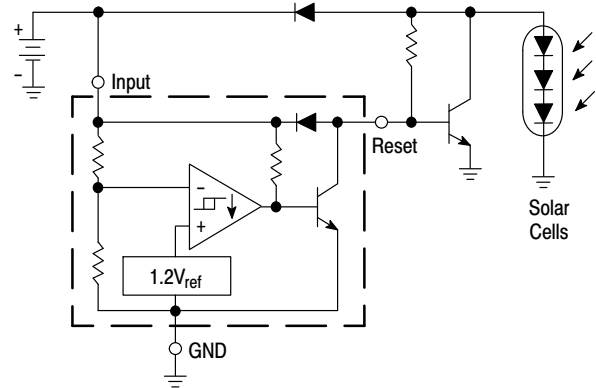 +
-
Input
Reset
-
+
1.2Vref
GND
Solar
Cells